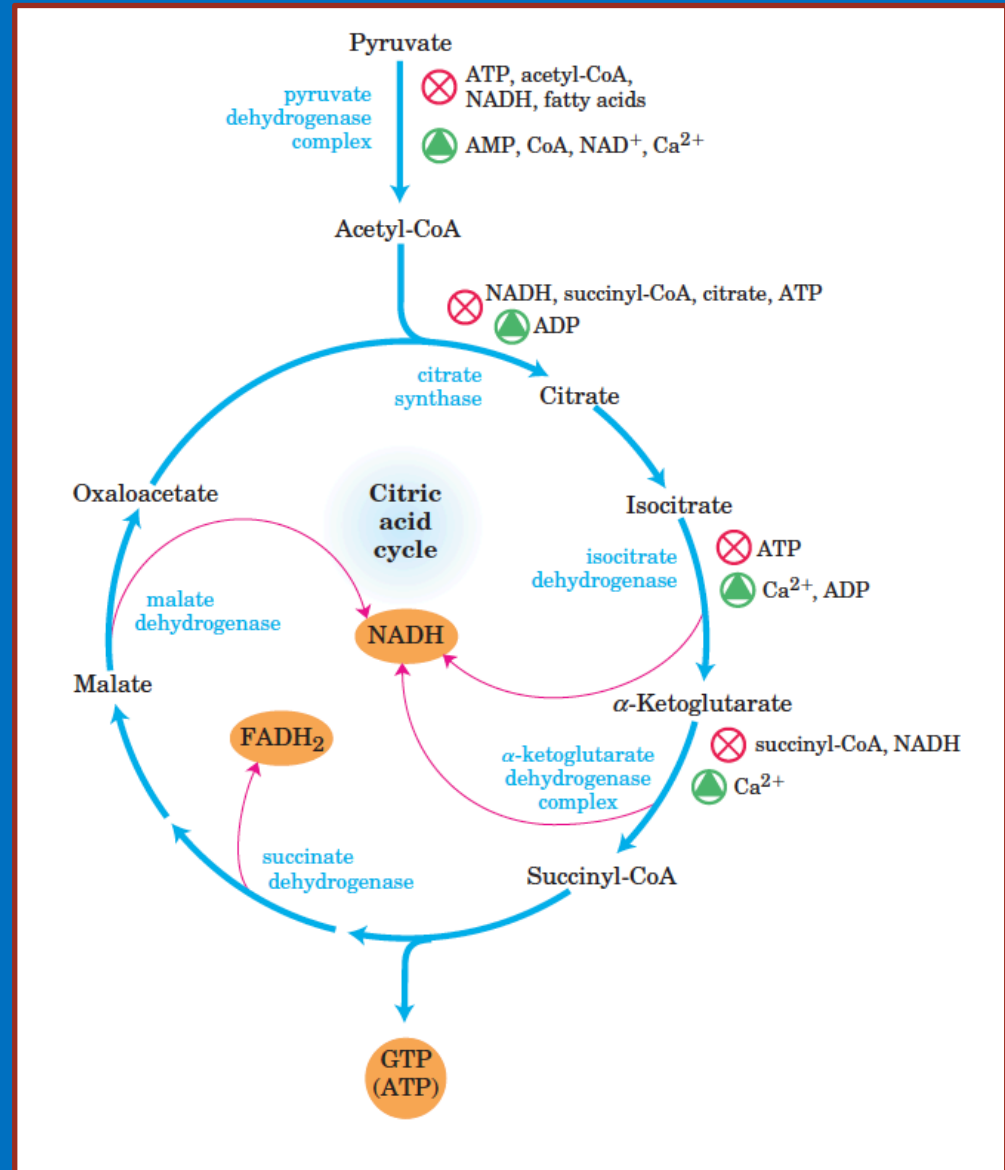 Pyruvate
pyruvate
dehydrogenase
complex
ATP, acetyl-CoA,
NADH, fatty acids
AMP, CoA, NAD⁺, Ca²⁺
Acetyl-CoA
NADH, succinyl-CoA, citrate, ATP
ADP
citrate
synthase
Citrate
Oxaloacetate
Citric
acid
cycle
Isocitrate
isocitrate
dehydrogenase
ATP
Ca²⁺, ADP
malate
dehydrogenase
NADH
Malate
α-Ketoglutarate
FADH₂
α-ketoglutarate
dehydrogenase
complex
succinyl-CoA, NADH
Ca²⁺
succinate
dehydrogenase
Succinyl-CoA
GTP
(ATP)